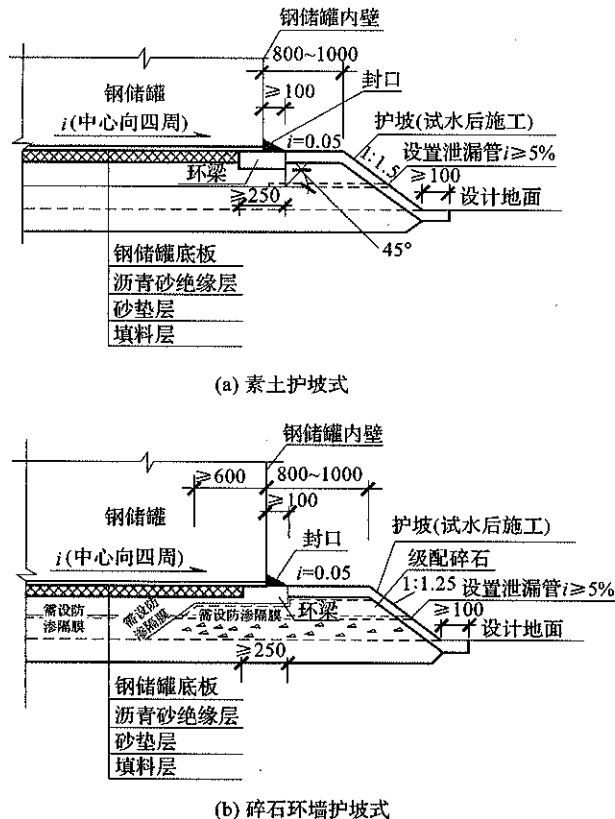 钢储罐内壁
800~1000
钢储罐
≥100
封口
i(中心向四周)
i=0.05
护坡(试水后施工)
1:1.5
设置泄漏管i≥5%
环梁
≥100
设计地面
≥250
45°
钢储罐底板
沥青砂绝缘层
砂垫层
填料层
(a) 素土护坡式
钢储罐内壁
≥600
800~1000
≥100
钢储罐
护坡(试水后施工)
封口
级配碎石
i(中心向四周)
i=0.05
1:1.25
设置泄漏管i≥5%
需设防
渗隔膜
需设防
渗隔膜
需设防渗隔膜
环梁
≥100
设计地面
≥250
钢储罐底板
沥青砂绝缘层
砂垫层
填料层
(b) 碎石环墙护坡式